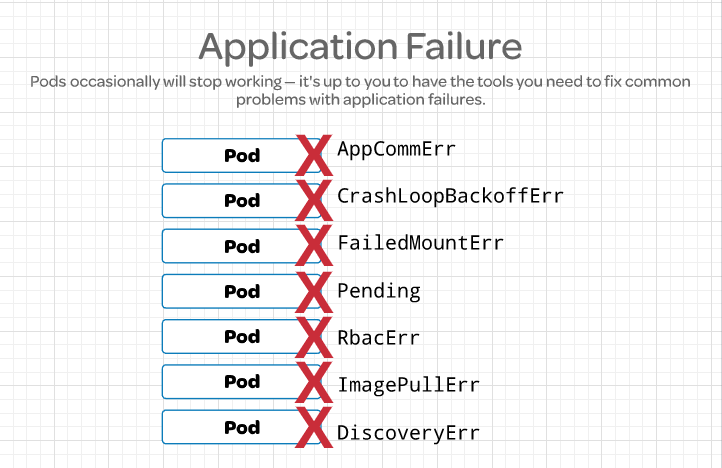 Application Failure
Pods occasionally will stop working — it's up to you to have the tools you need to fix common
problems with application failures.
Pod X AppCommErr
Pod X CrashLoopBackoffErr
Pod X FailedMountErr
Pod X Pending
Pod X RbacErr
Pod X ImagePullErr
Pod X DiscoveryErr